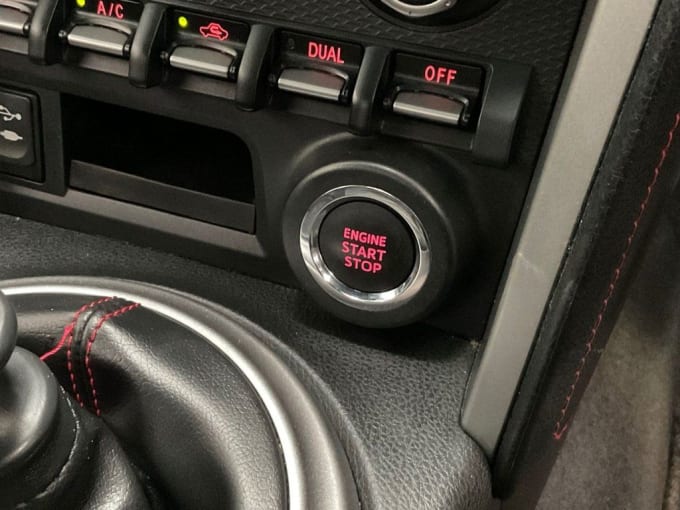 A/C
DUAL
OFF
ENGINE
START
STOP